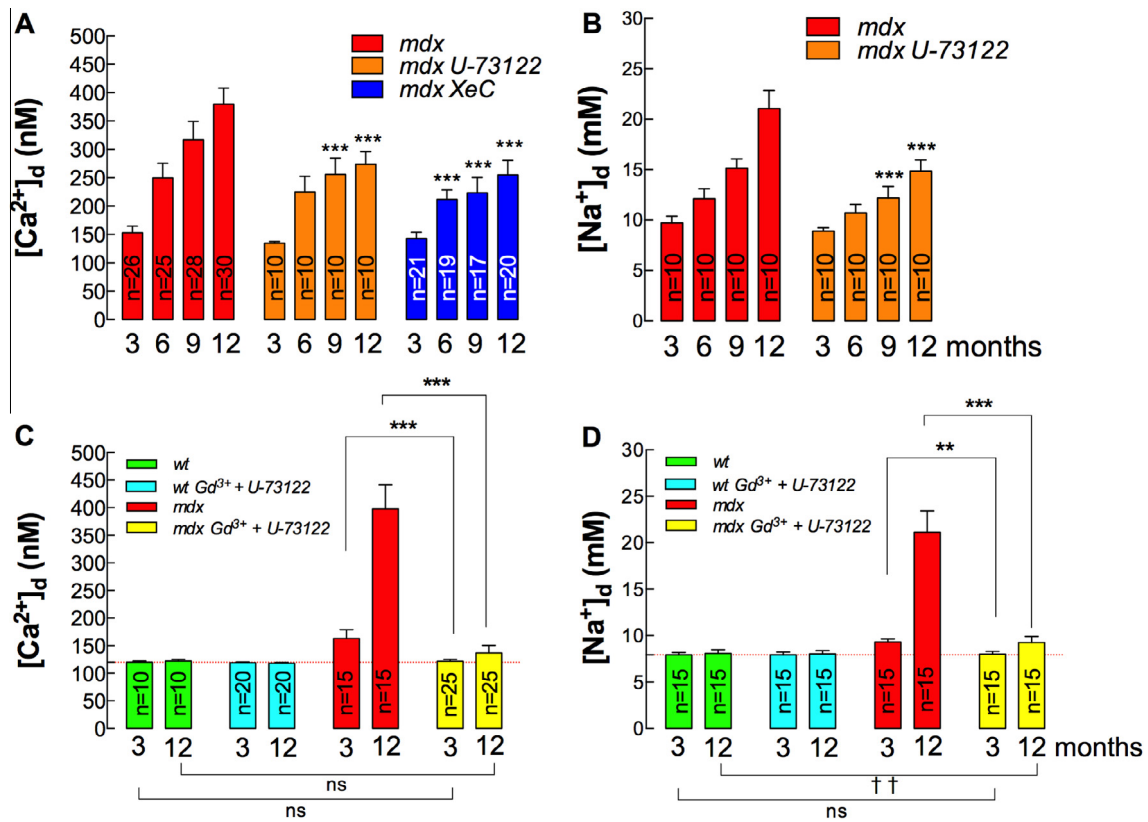 A
[Ca²⁺]d (nM)
500
450
400
350
300
250
200
150
100
50
0
mdx
mdx U-73122
mdx XeC
*** ***
*** *** ***
n=26 n=25 n=28 n=30 n=10 n=10 n=10 n=10 n=21 n=19 n=17 n=20
3 6 9 12 3 6 9 12 3 6 9 12
B
[Na⁺]d (mM)
30
25
20
15
10
5
0
mdx
mdx U-73122
*** ***
n=10 n=10 n=10 n=10 n=10 n=10 n=10 n=10
3 6 9 12 3 6 9 12 months
C
[Ca²⁺]d (nM)
500
450
400
350
300
250
200
150
100
50
0
wt
wt Gd³⁺ + U-73122
mdx
mdx Gd³⁺ + U-73122
***
***
n=10 n=10 n=20 n=20 n=15 n=15 n=25 n=25
3 12 3 12 3 12 3 12
ns
ns
D
[Na⁺]d (mM)
30
25
20
15
10
5
0
wt
wt Gd³⁺ + U-73122
mdx
mdx Gd³⁺ + U-73122
***
**
n=15 n=15 n=15 n=15 n=15 n=15 n=15 n=15
3 12 3 12 3 12 3 12 months
† †
ns